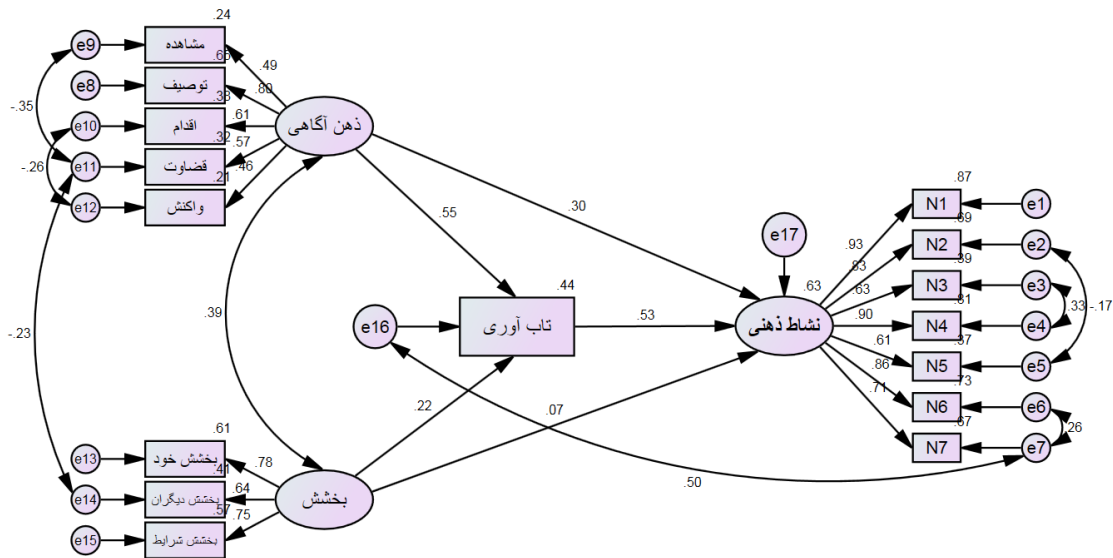 .24
e9
مشاهده
.49
.65
e8
توصیف
.80
.38
-.35
e10
اقدام
.61
ذهن آگاهی
.32
.57
-.26
e11
قضاوت
.46
.21
e12
واکنش
.87
N1
e1
.55
.30
.69
e17
.93
N2
e2
.83
.39
.63
.63
N3
e3
.44
.81
.33
-.17
-.23
.39
e16
تاب آوری
.53
نشاط ذهنی
.90
N4
e4
.61
.37
N5
e5
.86
.73
.71
N6
e6
.67
.26
.22
.07
N7
e7
.61
e13
بخشش خود
.78
.41
.50
e14
بخشش دیگران
.64
بخشش
.57
.75
e15
بخشش شرایط